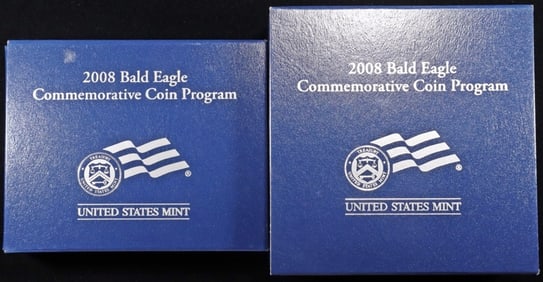 2008 Bald Eagle
Commemorative Coin Program
UNITED STATES MINT
2008 Bald Eagle
Commemorative Coin Program
UNITED STATES MINT